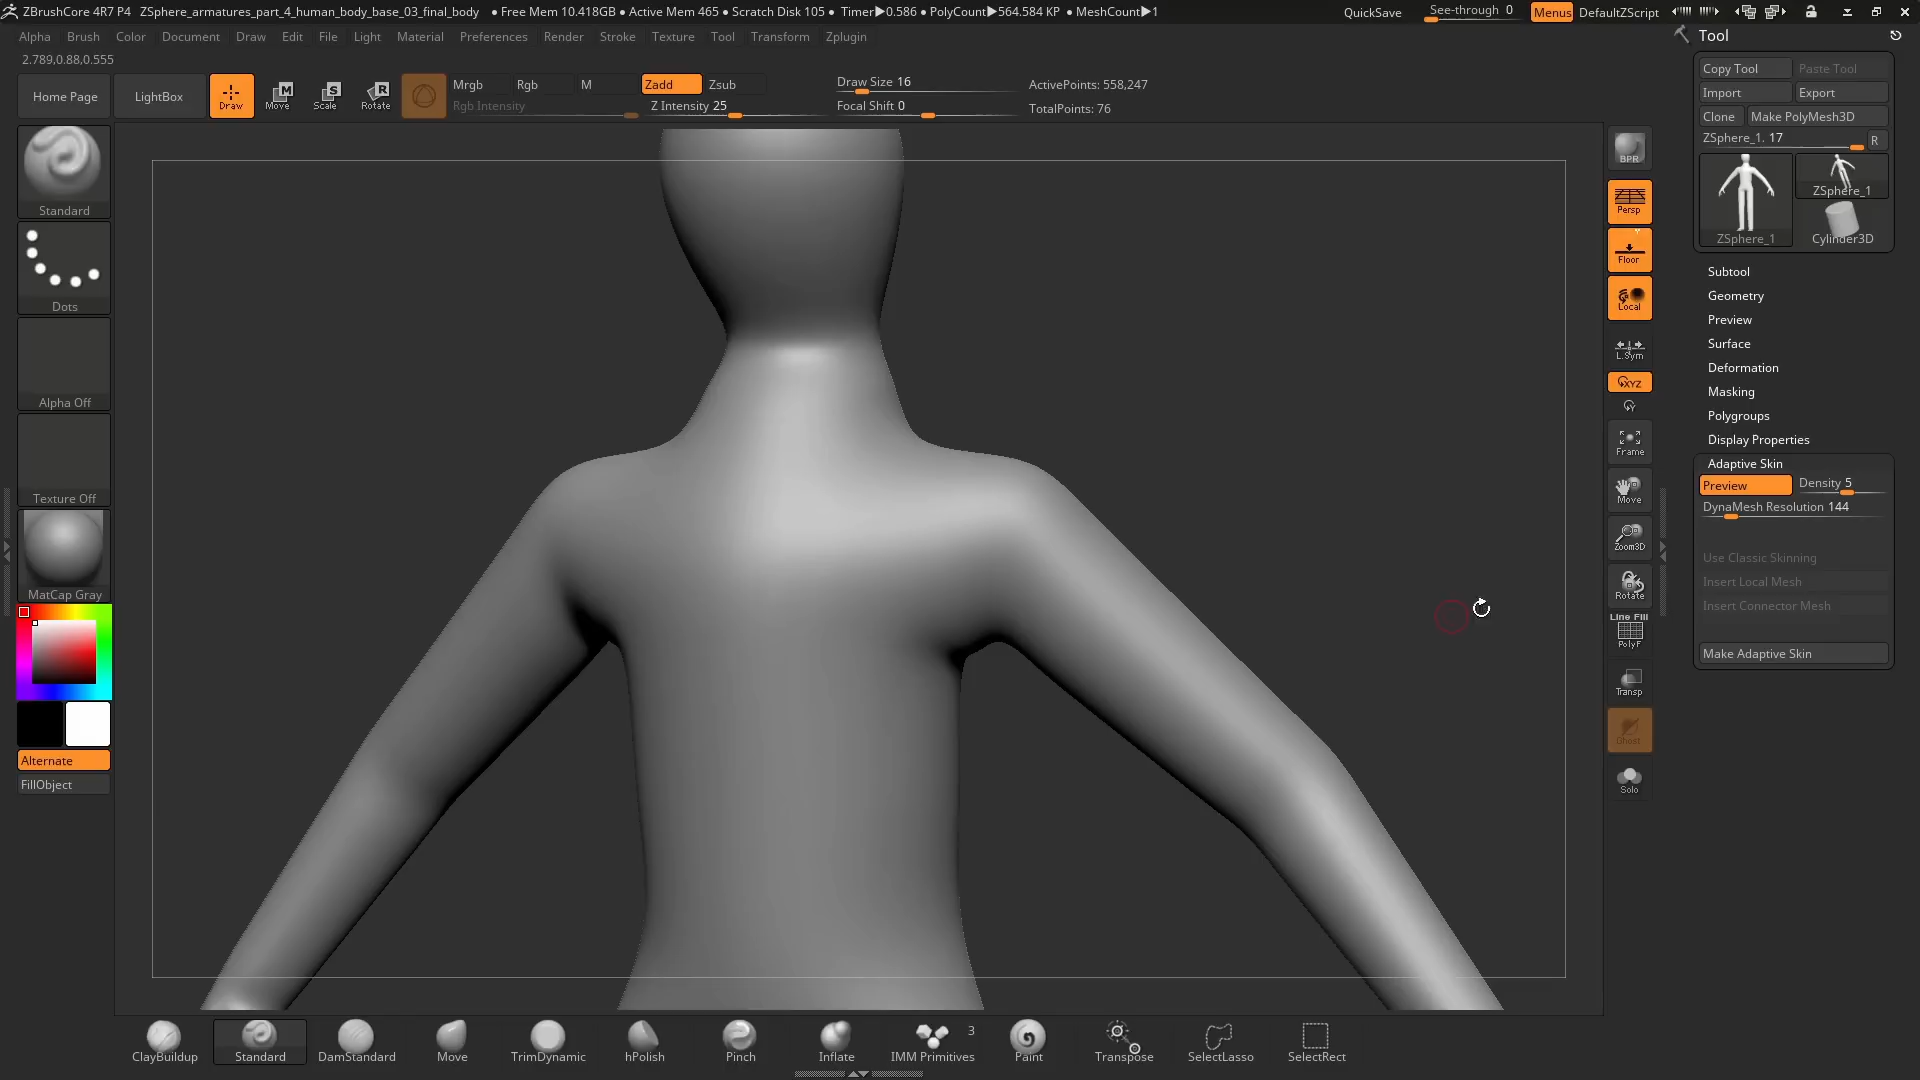 ZBrushCore 4R7 P4 ZSphere_armatures_part_4_human_body_base_03_final_body ● Free Mem 10.418GB ● Active Mem 465 ● Scratch Disk 105 ● Timer▶0.586 ● PolyCount▶564.584 KP ● MeshCount▶1 QuickSave See-through 0 Menus DefaultZScript
Alpha Brush Color Document Draw Edit File Light Material Preferences Render Stroke Texture Tool Transform Zplugin
2.789,0.88,0.555
Home Page LightBox Draw Move Scale Rotate
M S R
Mrgb Rgb M Zadd Zsub
Rgb Intensity Z Intensity 25
Draw Size 16
Focal Shift 0
ActivePoints: 558,247
TotalPoints: 76
Standard
Dots
Alpha Off
Texture Off
MatCap Gray
Alternate
FillObject
BPR
Persp
Floor
Local
L.Sym
XYZ
Y
Frame
Move
Zoom3D
Rotate
Line Fill
PolyF
Transp
Ghost
Solo
Tool
Copy Tool Paste Tool
Import Export
Clone Make PolyMesh3D
ZSphere_1. 17 R
ZSphere_1 ZSphere_1
Cylinder3D
Subtool
Geometry
Preview
Surface
Deformation
Masking
Polygroups
Display Properties
Adaptive Skin
Preview Density 5
DynaMesh Resolution 144
Use Classic Skinning
Insert Local Mesh
Insert Connector Mesh
Make Adaptive Skin
ClayBuildup Standard DamStandard Move TrimDynamic hPolish Pinch Inflate IMM Primitives 3 Paint Transpose SelectLasso SelectRect